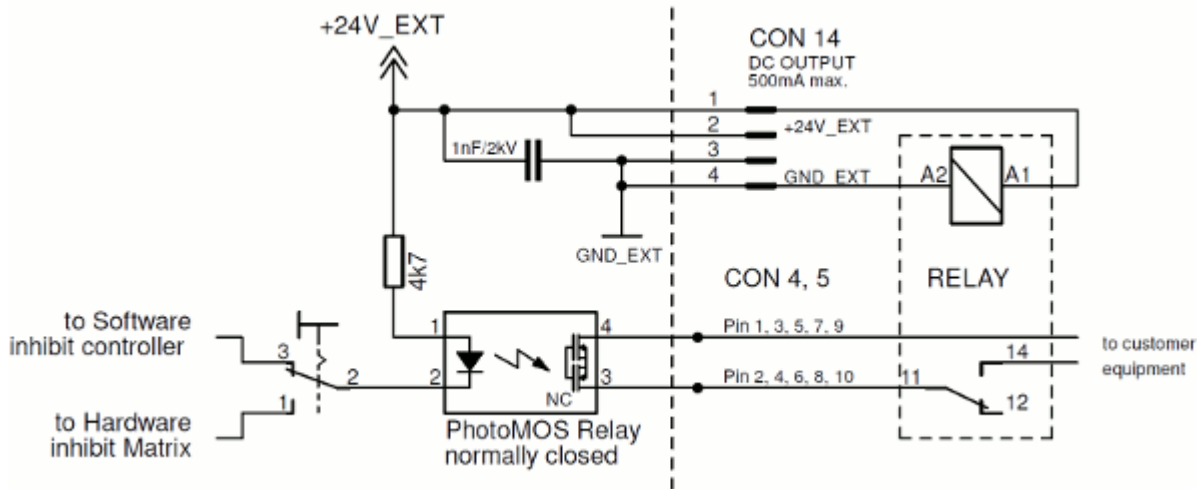 +24V_EXT
CON 14
DC OUTPUT
500mA max.
1
2
+24V_EXT
1nF/2kV
3
4
GND_EXT
A2
A1
GND_EXT
4k7
CON 4, 5
RELAY
to Software
inhibit controller
3
2
1
to Hardware
inhibit Matrix
1
2
4
3
NC
PhotoMOS Relay
normally closed
Pin 1, 3, 5, 7, 9
Pin 2, 4, 6, 8, 10
11
14
12
to customer
equipment